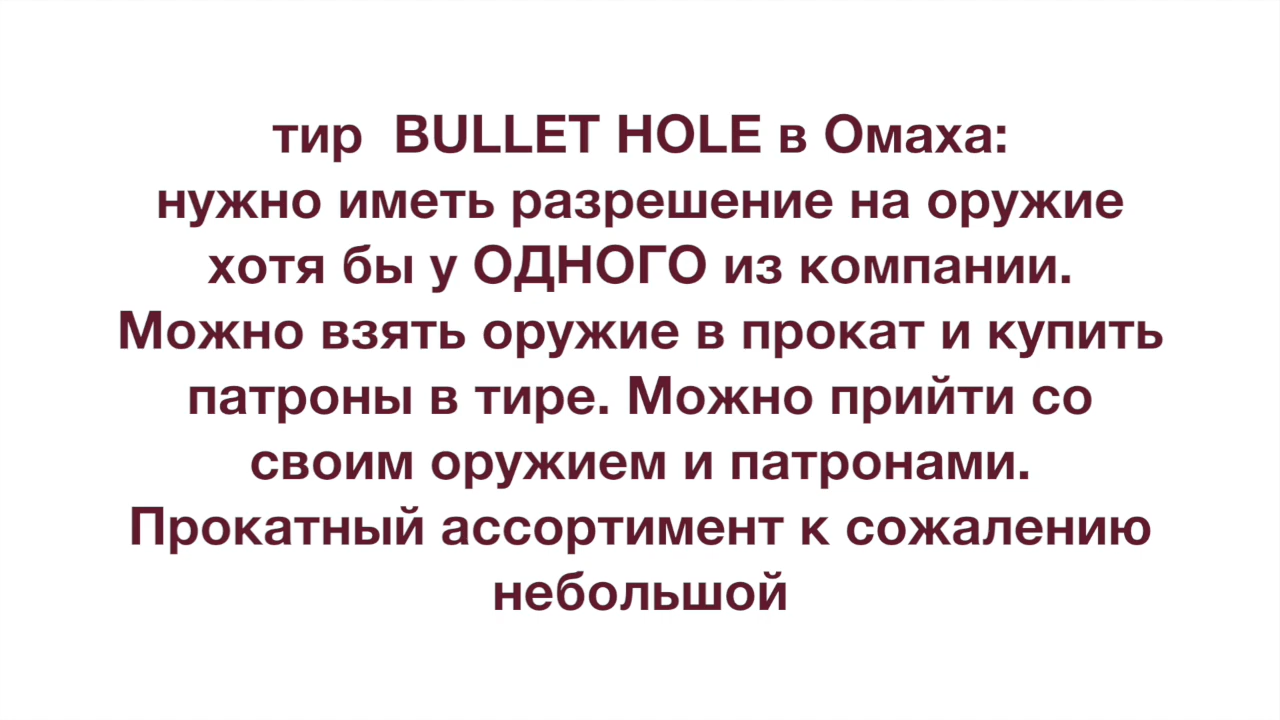 тир  BULLET HOLE в Омаха:
нужно иметь разрешение на оружие
хотя бы у ОДНОГО из компании.
Можно взять оружие в прокат и купить
патроны в тире. Можно прийти со
своим оружием и патронами.
Прокатный ассортимент к сожалению
небольшой